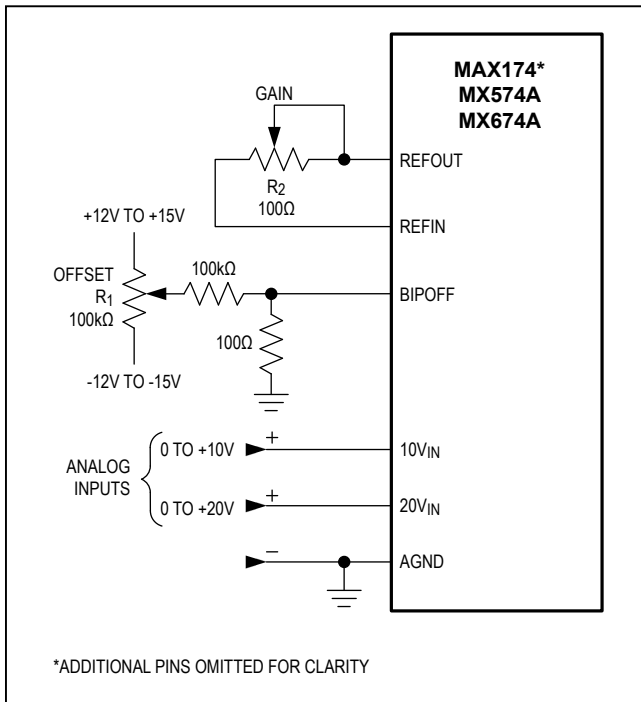 MAX174*
MX574A
MX674A
GAIN
REFOUT
R2
100Ω
REFIN
+12V TO +15V
OFFSET
R1
100kΩ
100kΩ
BIPOFF
100Ω
-12V TO -15V
ANALOG
INPUTS
0 TO +10V
+
10VIN
0 TO +20V
+
20VIN
−
AGND
*ADDITIONAL PINS OMITTED FOR CLARITY